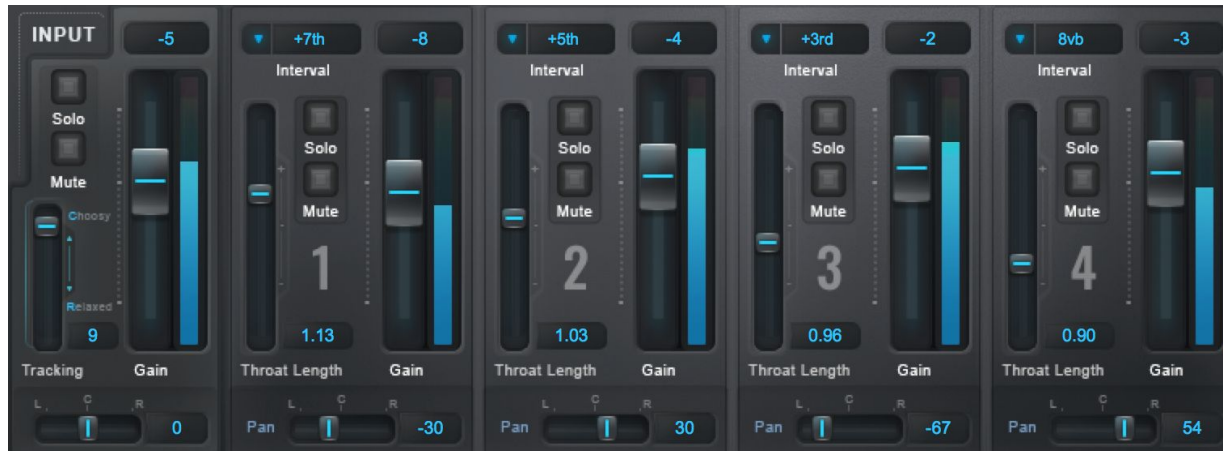 INPUT -5 +7th -8 +5th -4 +3rd -2 8vb -3
Interval Interval Interval Interval
Solo Solo Solo Solo Solo
Mute Mute Mute Mute Mute
Choosy
Relaxed
1 2 3 4
9 1.13 1.03 0.96 0.90
Tracking Gain Throat Length Gain Throat Length Gain Throat Length Gain Throat Length Gain
L C R L C R L C R L C R L C R
0 Pan -30 Pan 30 Pan -67 Pan 54